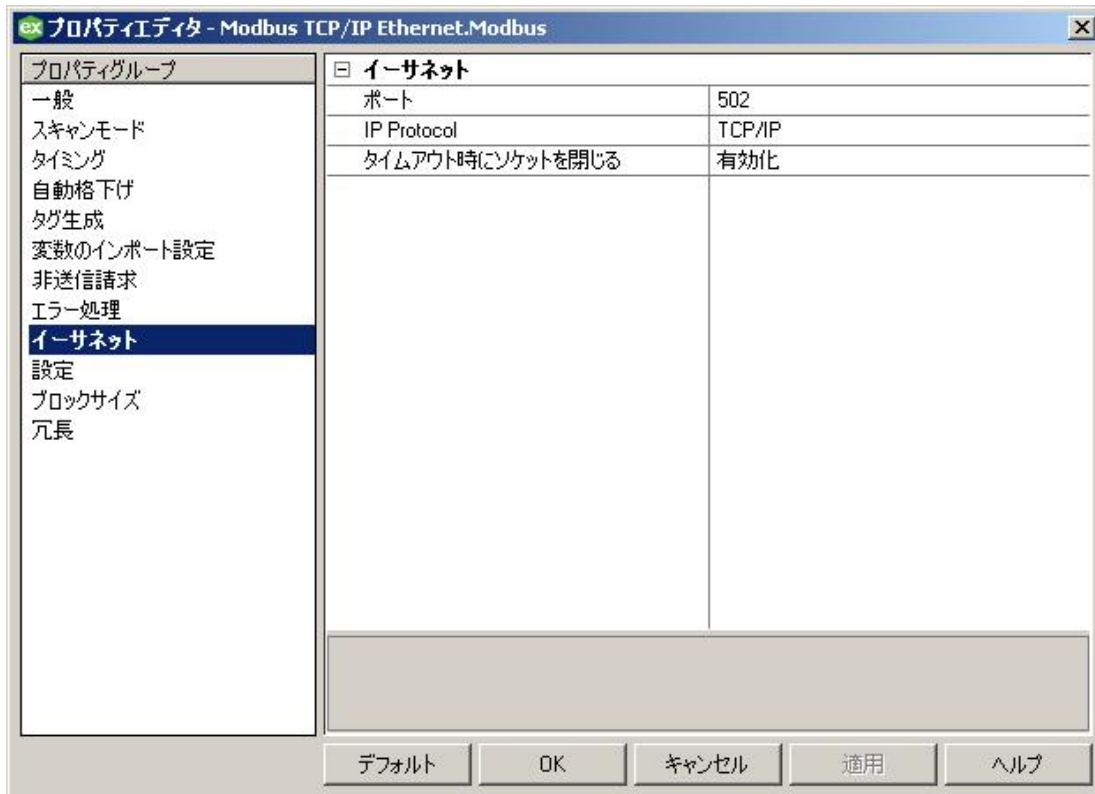 ex プロパティエディタ - Modbus TCP/IP Ethernet.Modbus
プロパティグループ
一般
スキャンモード
タイミング
自動格下げ
タグ生成
変数のインポート設定
非送信請求
エラー処理
イーサネット
設定
ブロックサイズ
冗長
イーサネット
ポート 502
IP Protocol TCP/IP
タイムアウト時にソケットを閉じる 有効化
デフォルト OK キャンセル 適用 ヘルプ